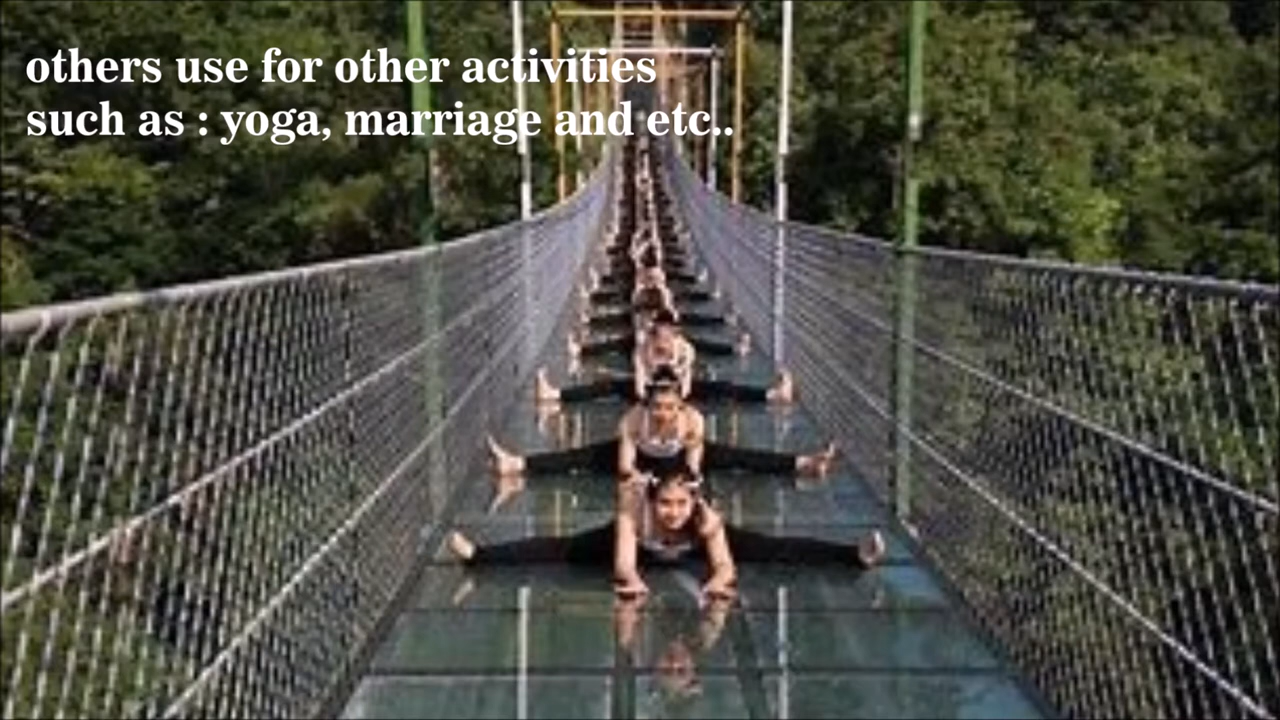 others use for other activities
such as : yoga, marriage and etc..